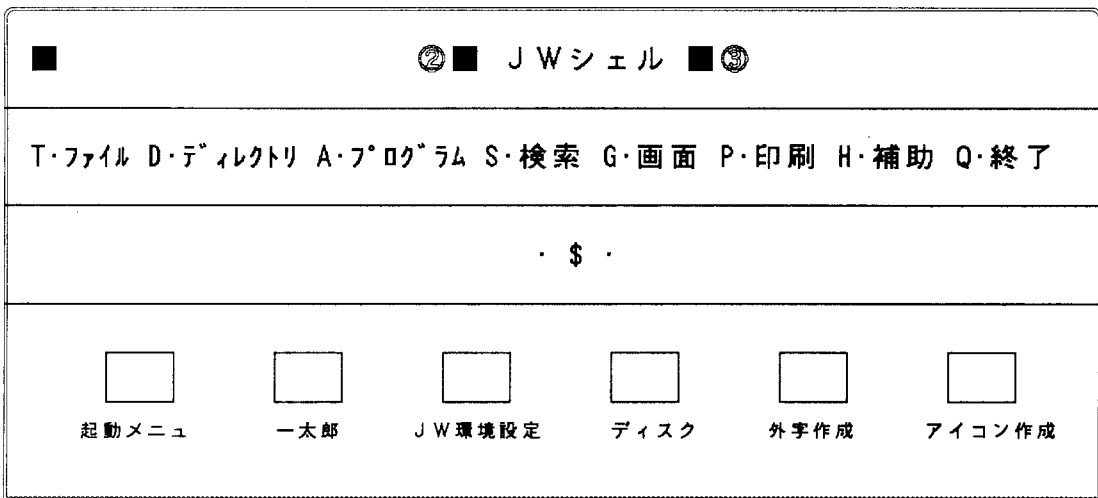 ■ ②■ JWシェル ■③
T・ファイル D・ディレクトリ A・プログラム S・検索 G・画面 P・印刷 H・補助 Q・終了
・ $ ・
起動メニュ 一太郎 JW環境設定 ディスク 外字作成 アイコン作成